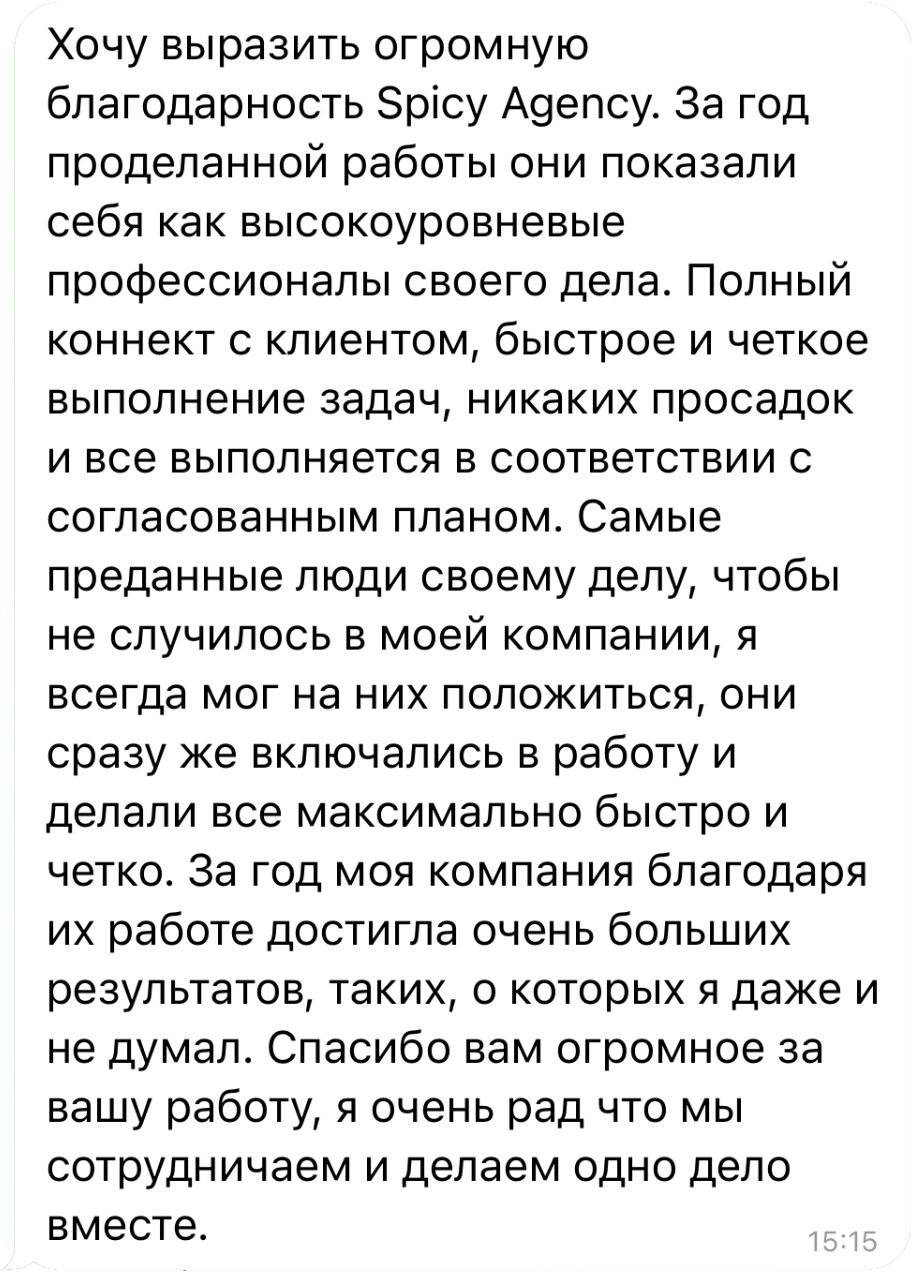 Хочу выразить огромную
благодарность Spicy Agency. За год
проделанной работы они показали
себя как высокоуровневые
профессионалы своего дела. Полный
коннект с клиентом, быстрое и четкое
выполнение задач, никаких просадок
и все выполняется в соответствии с
согласованным планом. Самые
преданные люди своему делу, чтобы
не случилось в моей компании, я
всегда мог на них положиться, они
сразу же включались в работу и
делали все максимально быстро и
четко. За год моя компания благодаря
их работе достигла очень больших
результатов, таких, о которых я даже и
не думал. Спасибо вам огромное за
вашу работу, я очень рад что мы
сотрудничаем и делаем одно дело
вместе.
15:15